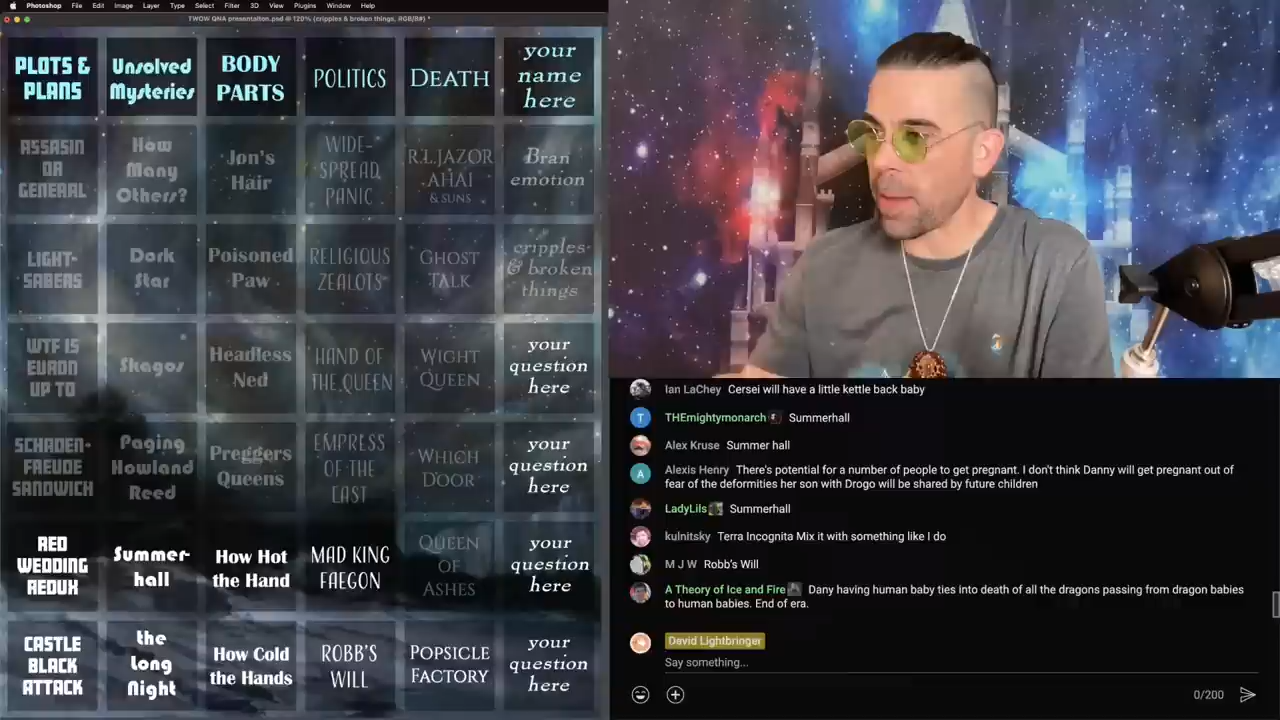 Photoshop File Edit Image Layer Type Select Filter 3D View Plugins Window Help
TWOW QNA presentaiton.psd @ 120% (cripples & broken things, RGB/8#) *
PLOTS &
PLANS
Unsolved
Mysteries
BODY
PARTS
POLITICS
DEATH
your
name
here
ASSASIN
OR
GENERAL
How
Many
Others?
Jon's
Hair
WIDE-
SPREAD
PANIC
R.L.JAZOR
AHAI
& SUNS
Bran
emotion
LIGHT-
SABERS
Dark
Star
Poisoned
Paw
RELIGIOUS
ZEALOTS
GHOST
TALK
cripples
& broken
things
WTF IS
EURON
UP TO
Skagos
Headless
Ned
HAND OF
THE QUEEN
WIGHT
QUEEN
your
question
here
SCHADEN-
FREUDE
SANDWICH
Paging
Howland
Reed
Preggers
Queens
EMPRESS
OF THE
EAST
WHICH
DOOR
your
question
here
RED
WEDDING
REDUX
Summer-
hall
How Hot
the Hand
MAD KING
FAEGON
QUEEN
OF
ASHES
your
question
here
CASTLE
BLACK
ATTACK
the
Long
Night
How Cold
the Hands
ROBB'S
WILL
POPSICLE
FACTORY
your
question
here
Ian LaChey Cersei will have a little kettle back baby
T THEmightymonarch Summerhall
Alex Kruse Summer hall
A Alexis Henry There's potential for a number of people to get pregnant. I don't think Danny will get pregnant out of
fear of the deformities her son with Drogo will be shared by future children
LadyLils Summerhall
kulnitsky Terra Incognita Mix it with something like I do
M J W Robb's Will
A Theory of Ice and Fire Dany having human baby ties into death of all the dragons passing from dragon babies
to human babies. End of era.
David Lightbringer
Say something...
0/200